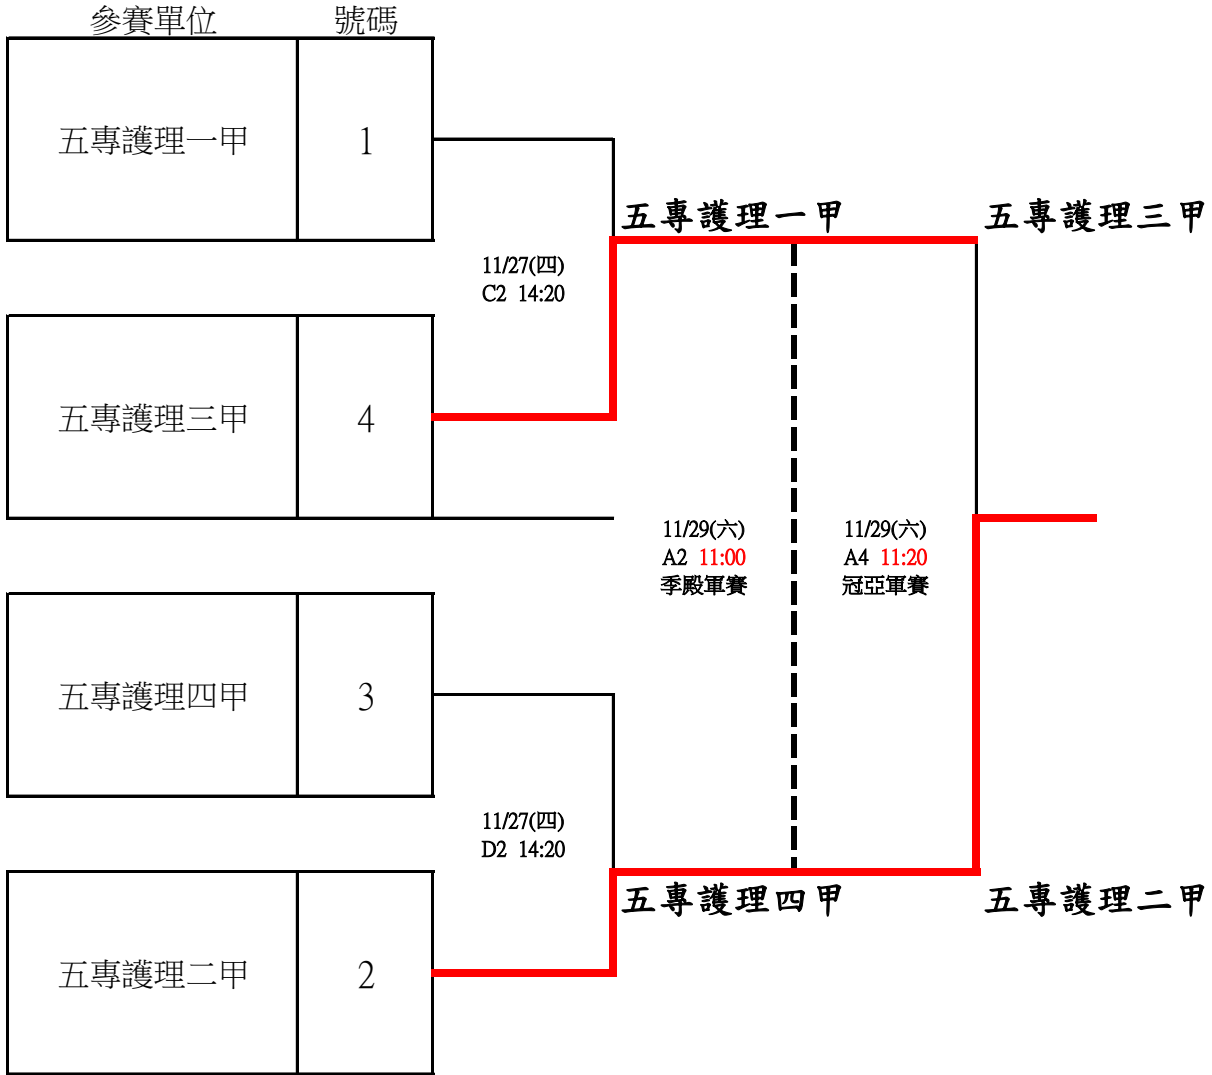 參賽單位 號碼
五專護理一甲 1
五專護理一甲 五專護理三甲
11/27(四)
C2 14:20
五專護理三甲 4
11/29(六) 11/29(六)
A2 11:00 A4 11:20
季殿軍賽 冠亞軍賽
五專護理四甲 3
11/27(四)
D2 14:20
五專護理四甲 五專護理二甲
五專護理二甲 2